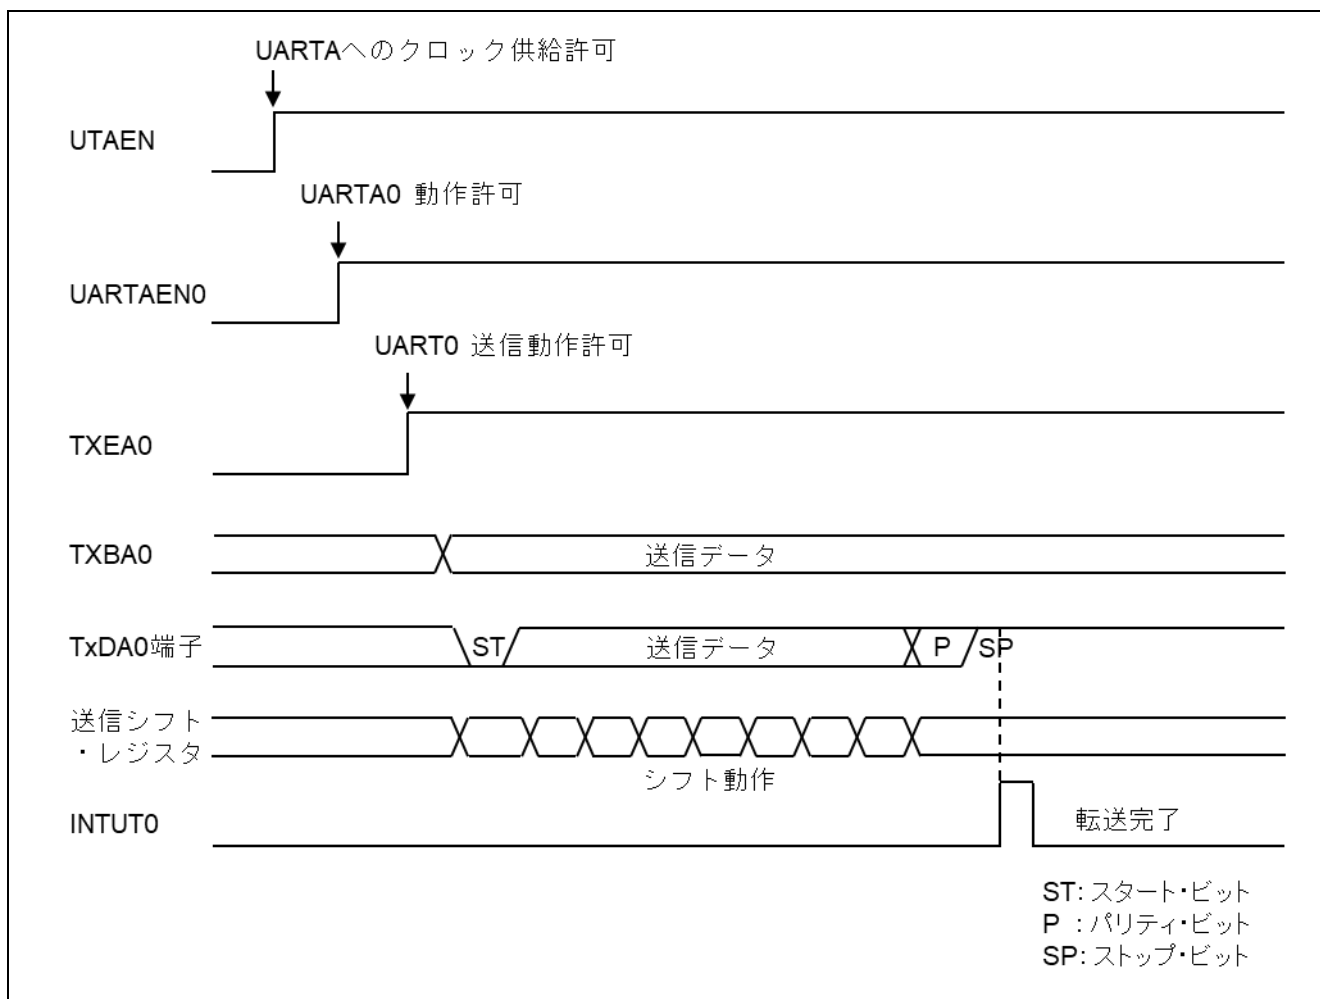 UARTAへのクロック供給許可
UTAEN
UARTA0 動作許可
UARTAEN0
UART0 送信動作許可
TXEA0
TXBA0
送信データ
TxDA0端子
ST
送信データ
P
SP
送信シフト
・レジスタ
シフト動作
INTUT0
転送完了
ST: スタート・ビット
P : パリティ・ビット
SP: ストップ・ビット